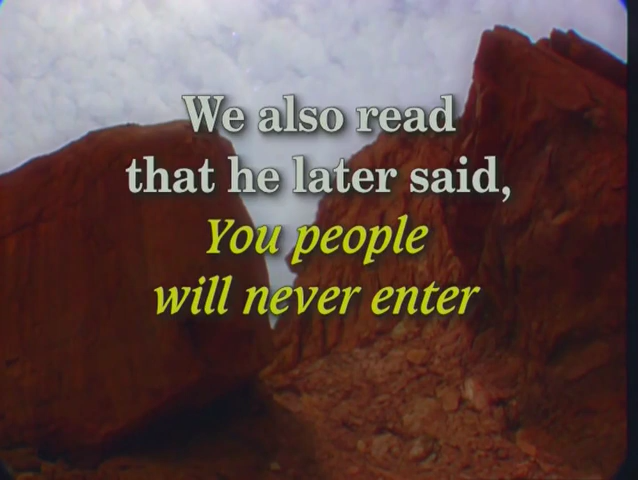 We also read
that he later said,
You people
will never enter